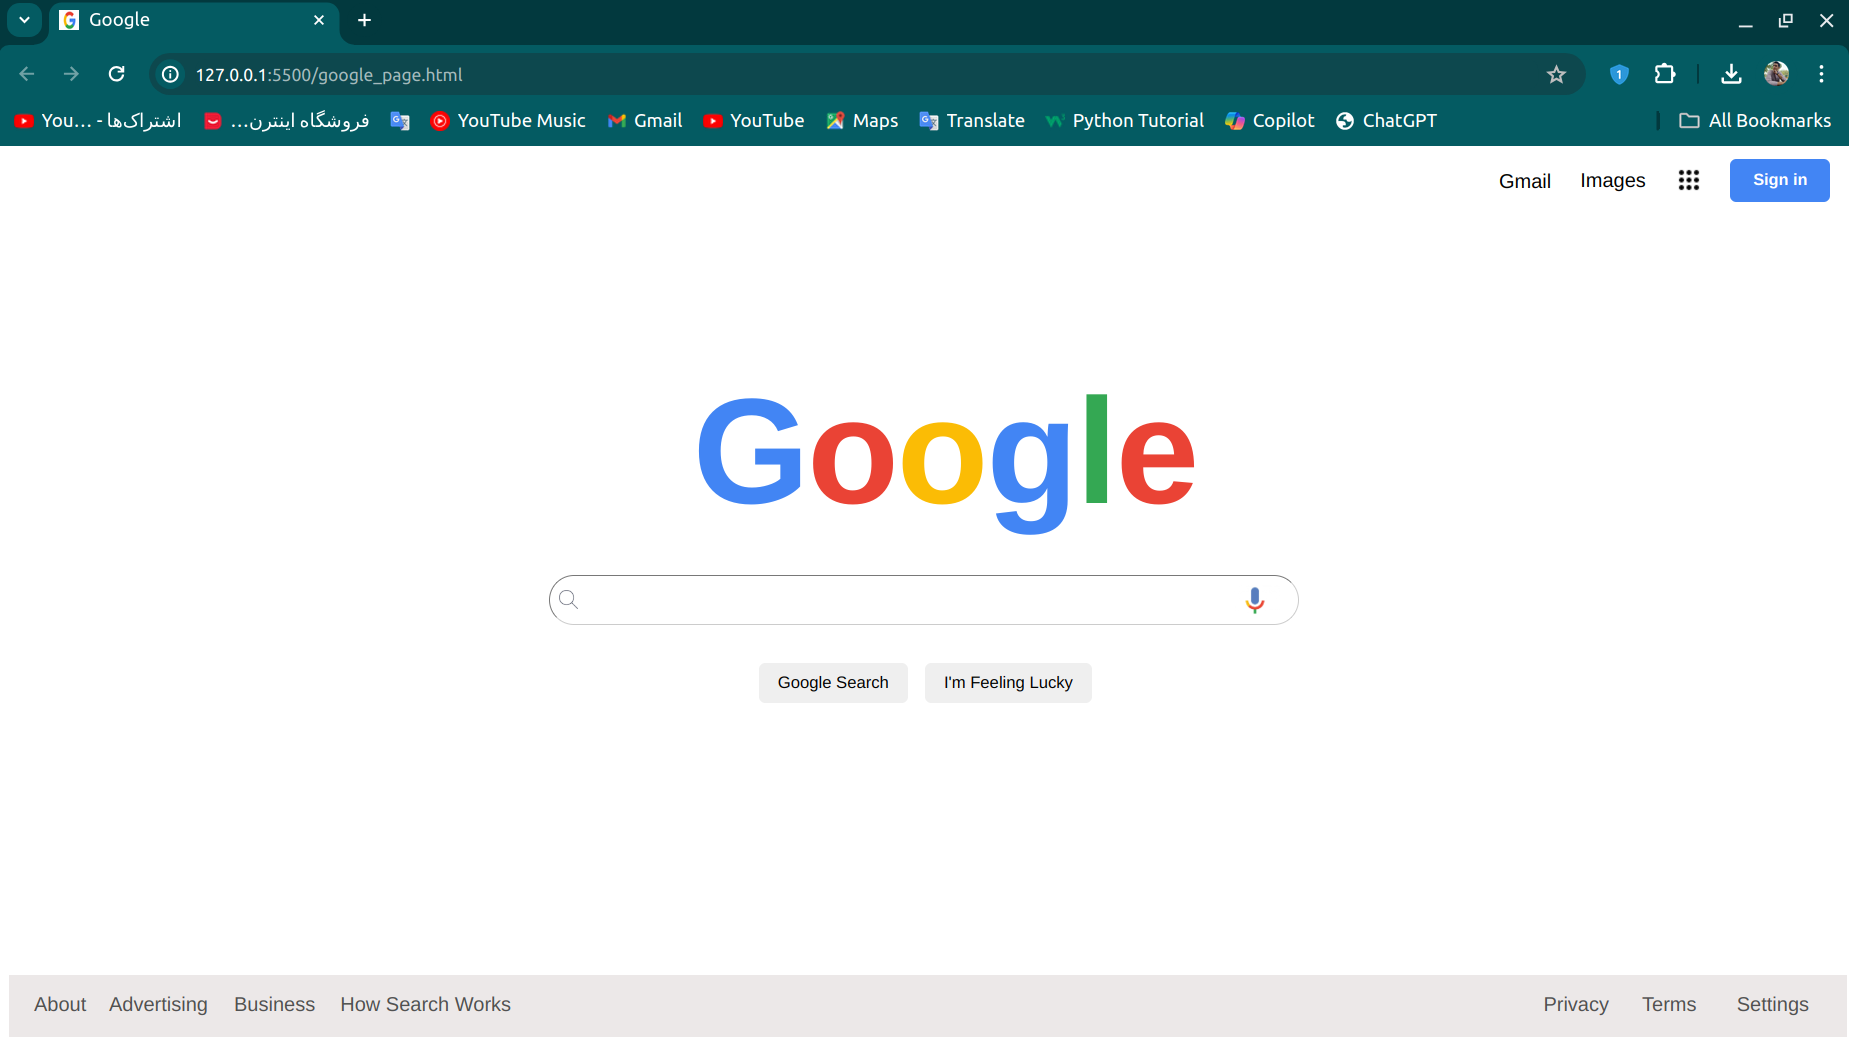 Google
127.0.0.1:5500/google_page.html
You... - اشتراک‌ها
فروشگاه اینترن...
YouTube Music
Gmail
YouTube
Maps
Translate
Python Tutorial
Copilot
ChatGPT
All Bookmarks
Gmail Images Sign in
Google
Google Search I'm Feeling Lucky
About Advertising Business How Search Works Privacy Terms Settings